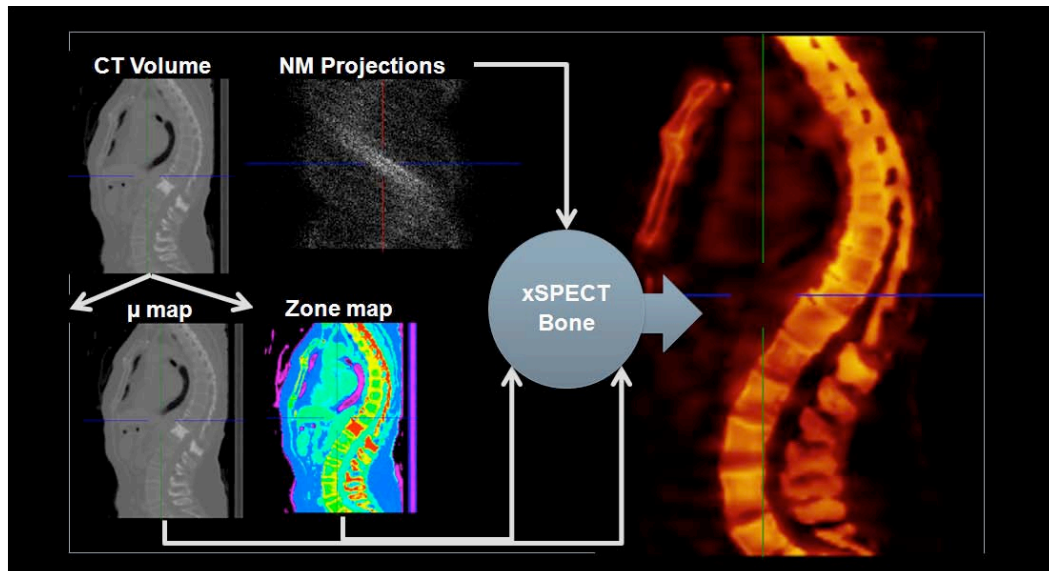 CT Volume
NM Projections
µ map
Zone map
xSPECT
Bone